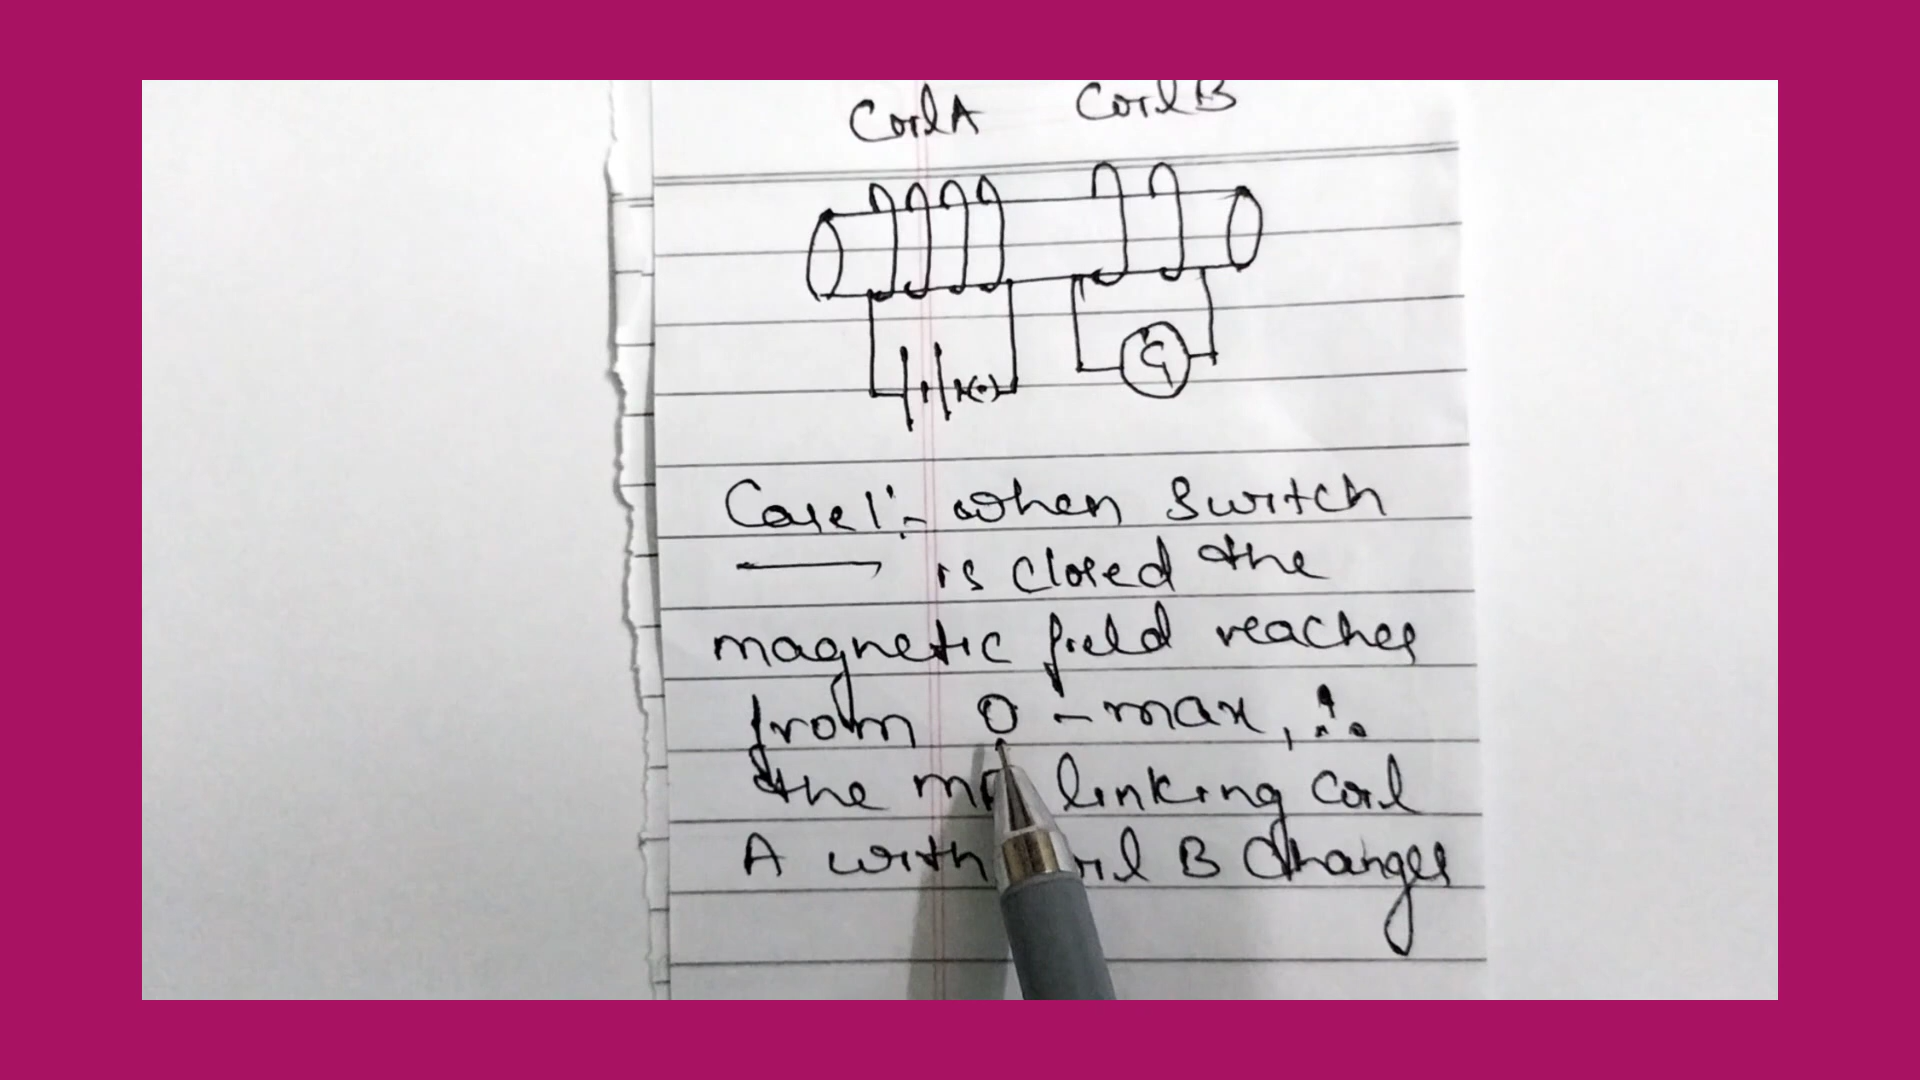 Coil A Coil B
G
Case 1:- when switch
is closed the
magnetic field reaches
from 0 - max, ∴
the linking coil
A with B changes